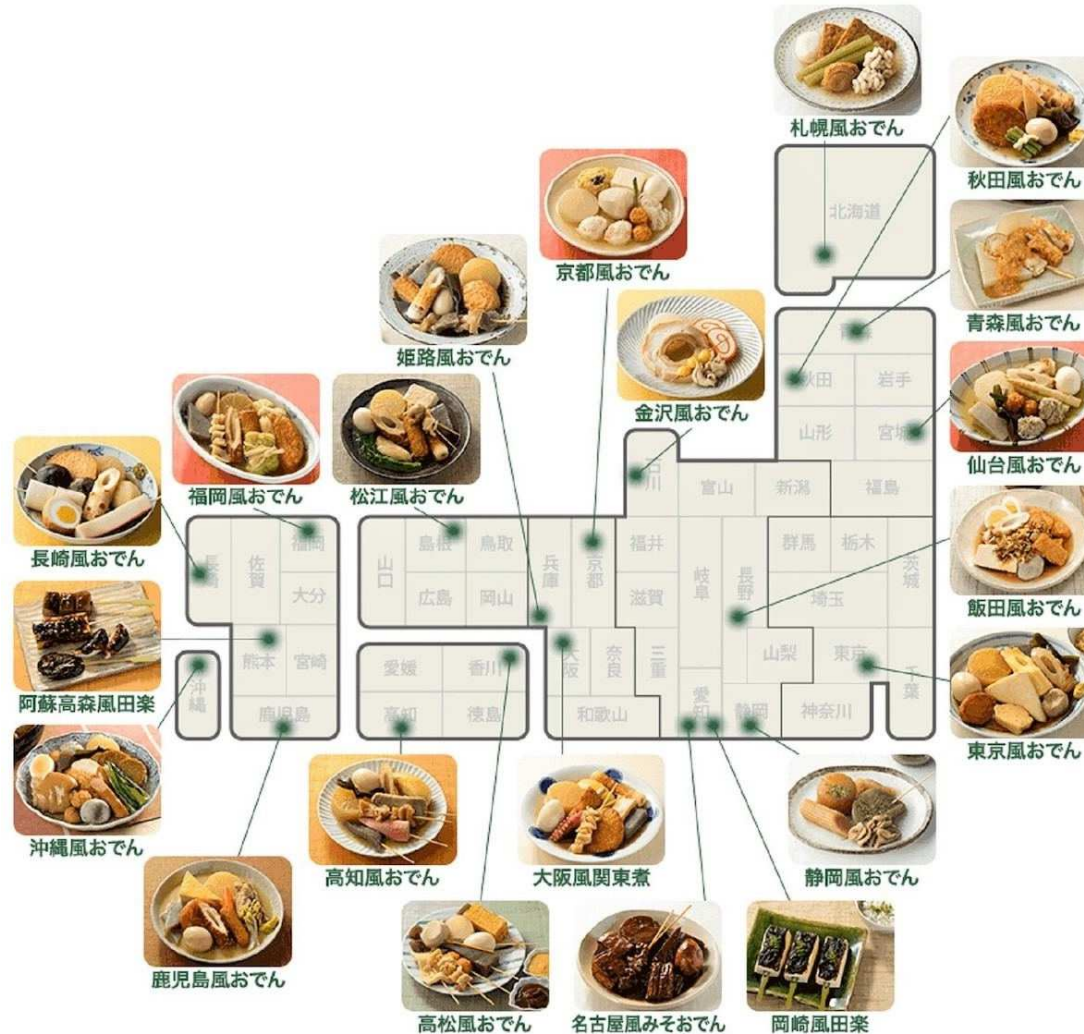 札幌風おでん
秋田風おでん
北海道
青森風おでん
京都風おでん
姫路風おでん
金沢風おでん
秋田
岩手
山形
宮城
仙台風おでん
福岡風おでん
松江風おでん
石川
富山
新潟
福島
長崎風おでん
福岡
佐賀
長崎
大分
山口
島根
鳥取
広島
岡山
兵庫
京都
福井
滋賀
岐阜
長野
群馬
栃木
埼玉
茨城
飯田風おでん
阿蘇高森風田楽
熊本
宮崎
鹿児島
沖縄
愛媛
香川
高知
徳島
大阪
奈良
和歌山
三重
愛知
静岡
山梨
東京
神奈川
千葉
東京風おでん
沖縄風おでん
高知風おでん
大阪風関東煮
静岡風おでん
鹿児島風おでん
高松風おでん
名古屋風みそおでん
岡崎風田楽